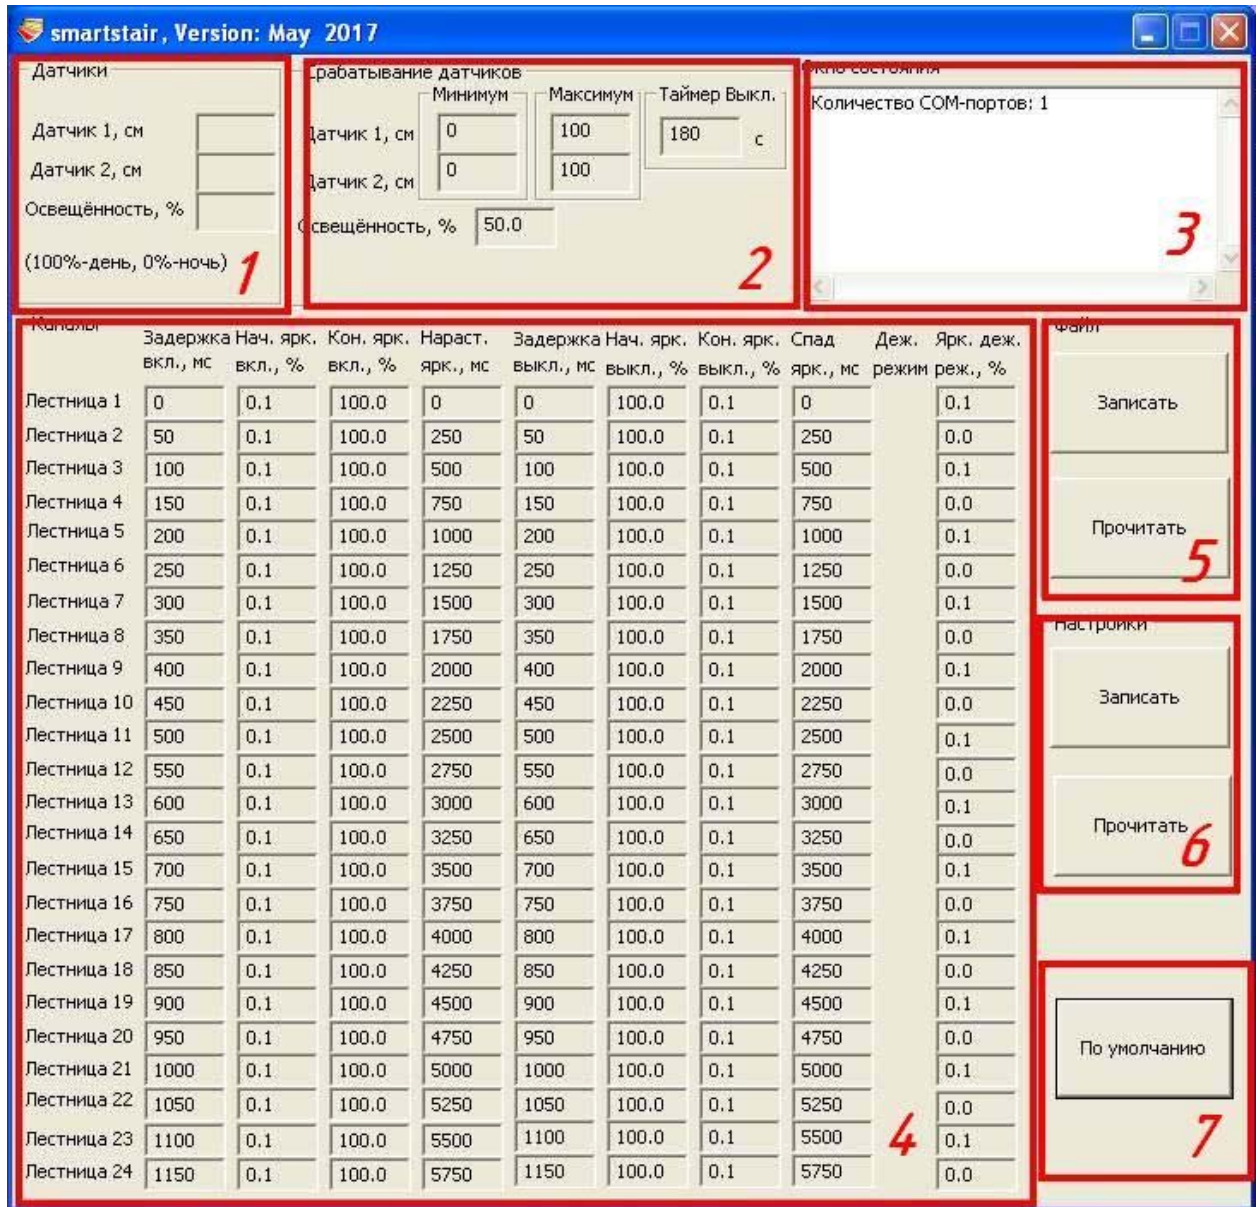 smartstair, Version: May 2017
Датчики
Датчик 1, см
Датчик 2, см
Освещённость, %
(100%-день, 0%-ночь)
1
Срабатывание датчиков
Минимум Максимум Таймер Выкл.
Датчик 1, см 0 100 180 с
Датчик 2, см 0 100
Освещённость, % 50.0
2
Окно состояния
Количество COM-портов: 1
3
Каналы
Задержка Нач. ярк. Кон. ярк. Нараст. Задержка Нач. ярк. Кон. ярк. Спад Деж. Ярк. деж.
вкл., мс вкл., % вкл., % ярк., мс выкл., мс выкл., % выкл., % ярк., мс режим реж., %
Лестница 1 0 0.1 100.0 0 0 100.0 0.1 0 0.1
Лестница 2 50 0.1 100.0 250 50 100.0 0.1 250 0.0
Лестница 3 100 0.1 100.0 500 100 100.0 0.1 500 0.1
Лестница 4 150 0.1 100.0 750 150 100.0 0.1 750 0.0
Лестница 5 200 0.1 100.0 1000 200 100.0 0.1 1000 0.1
Лестница 6 250 0.1 100.0 1250 250 100.0 0.1 1250 0.0
Лестница 7 300 0.1 100.0 1500 300 100.0 0.1 1500 0.1
Лестница 8 350 0.1 100.0 1750 350 100.0 0.1 1750 0.0
Лестница 9 400 0.1 100.0 2000 400 100.0 0.1 2000 0.1
Лестница 10 450 0.1 100.0 2250 450 100.0 0.1 2250 0.0
Лестница 11 500 0.1 100.0 2500 500 100.0 0.1 2500 0.1
Лестница 12 550 0.1 100.0 2750 550 100.0 0.1 2750 0.0
Лестница 13 600 0.1 100.0 3000 600 100.0 0.1 3000 0.1
Лестница 14 650 0.1 100.0 3250 650 100.0 0.1 3250 0.0
Лестница 15 700 0.1 100.0 3500 700 100.0 0.1 3500 0.1
Лестница 16 750 0.1 100.0 3750 750 100.0 0.1 3750 0.0
Лестница 17 800 0.1 100.0 4000 800 100.0 0.1 4000 0.1
Лестница 18 850 0.1 100.0 4250 850 100.0 0.1 4250 0.0
Лестница 19 900 0.1 100.0 4500 900 100.0 0.1 4500 0.1
Лестница 20 950 0.1 100.0 4750 950 100.0 0.1 4750 0.0
Лестница 21 1000 0.1 100.0 5000 1000 100.0 0.1 5000 0.1
Лестница 22 1050 0.1 100.0 5250 1050 100.0 0.1 5250 0.0
Лестница 23 1100 0.1 100.0 5500 1100 100.0 0.1 5500 0.1
Лестница 24 1150 0.1 100.0 5750 1150 100.0 0.1 5750 0.0
4
Файл
Записать
Прочитать
5
Настройки
Записать
Прочитать
6
По умолчанию
7